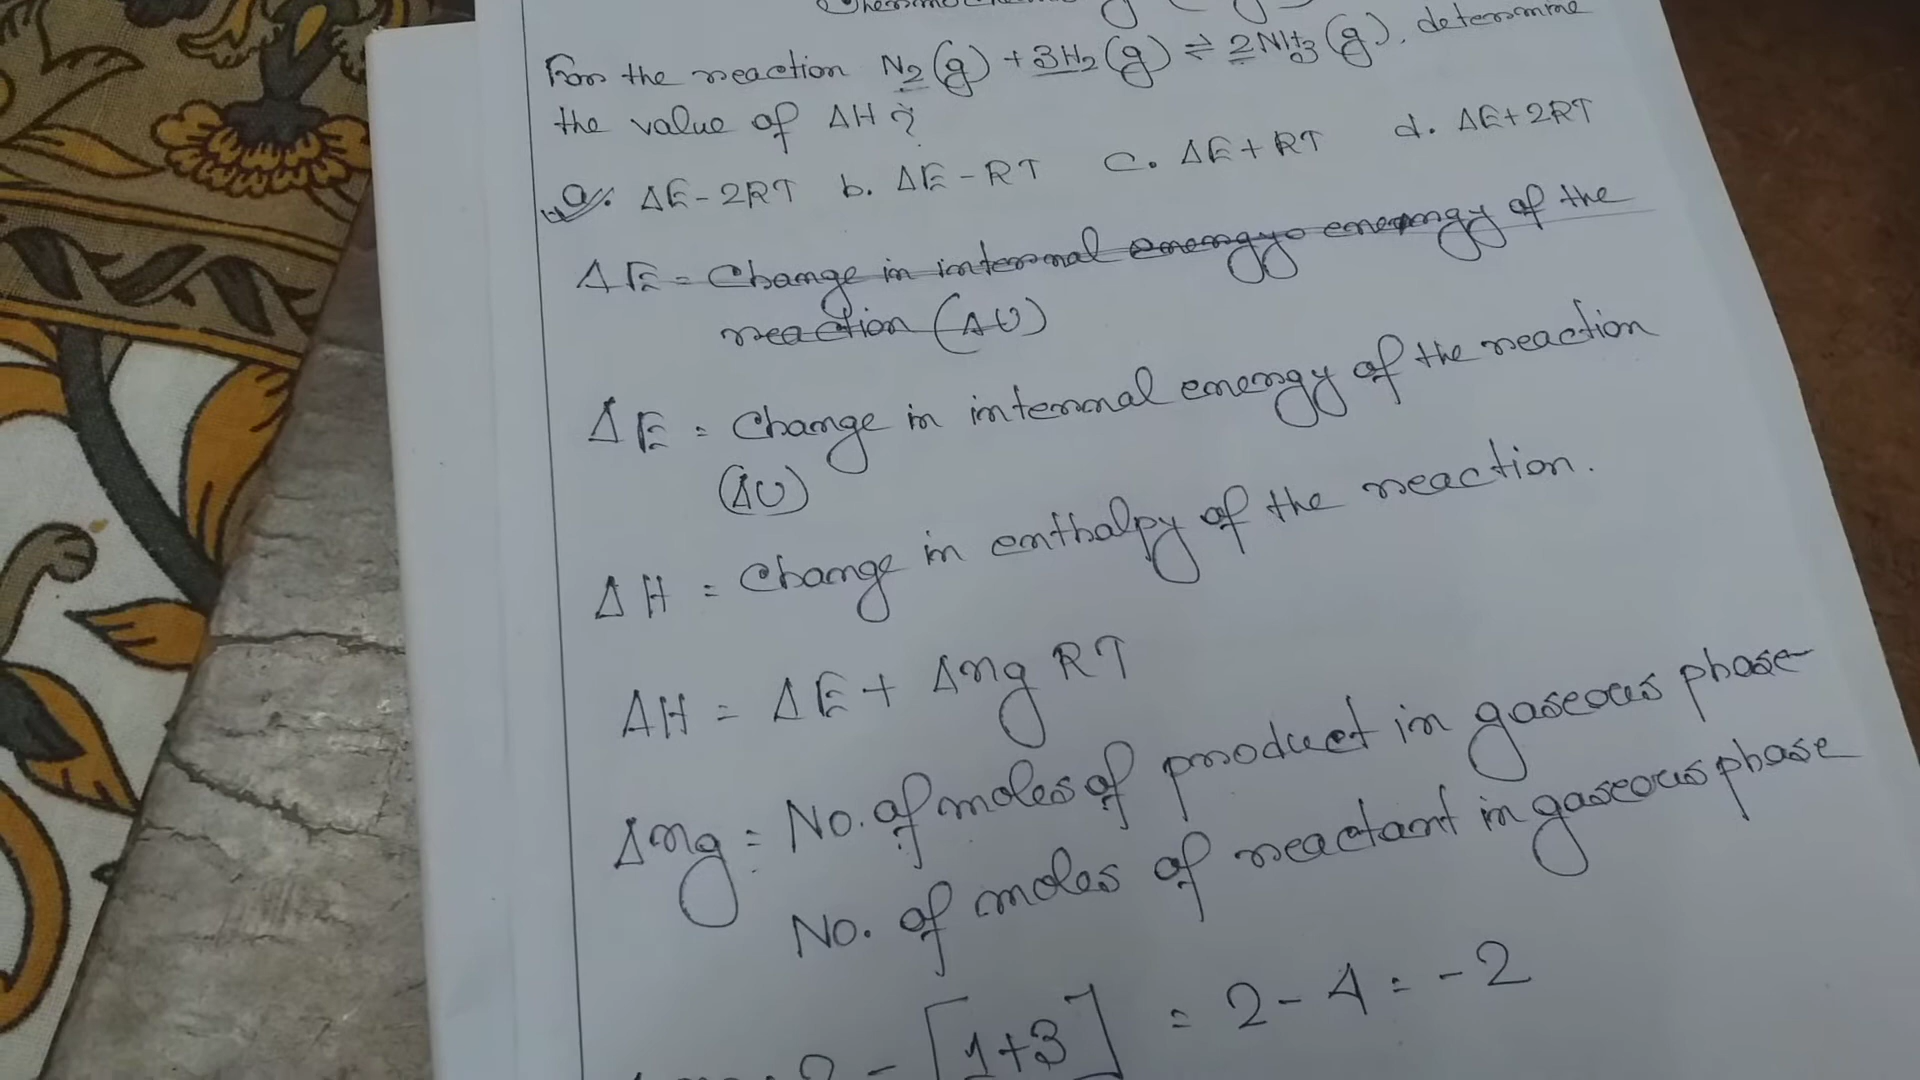 For the reaction N₂(g) + 3H₂(g) ⇌ 2NH₃(g), determine
the value of ΔH?
a. ΔE - 2RT b. ΔE - RT c. ΔE + RT d. ΔE + 2RT
ΔE = Change in internal energy energy of the
reaction (ΔU)
ΔE = Change in internal energy of the reaction
(ΔU)
ΔH = Change in enthalpy of the reaction.
ΔH = ΔE + Δng RT
Δng = No. of moles of product in gaseous phase -
No. of moles of reactant in gaseous phase
2 - [1+3] = 2 - 4 = -2